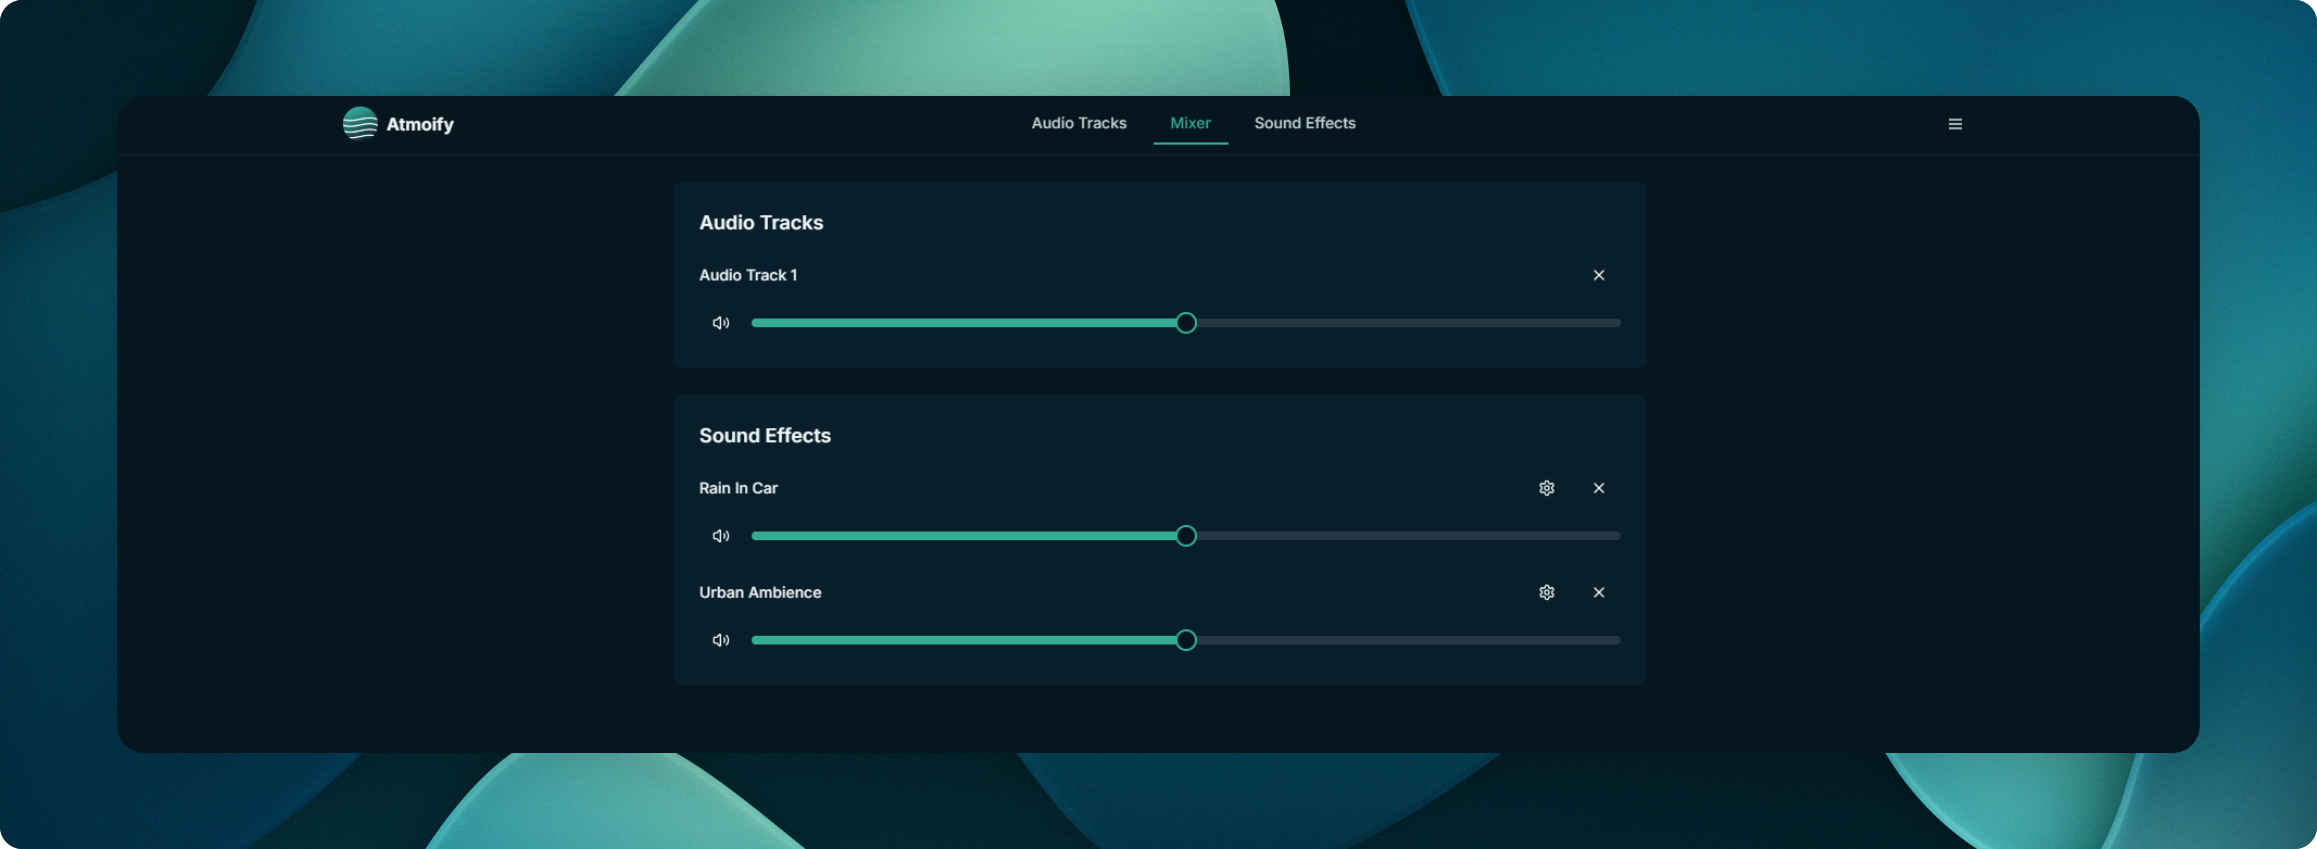 Atmoify
Audio Tracks Mixer Sound Effects
Audio Tracks
Audio Track 1
Sound Effects
Rain In Car
Urban Ambience